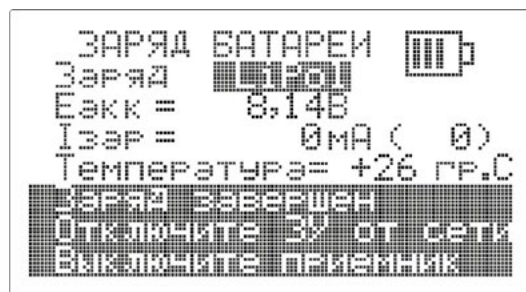 ЗАРЯД БАТАРЕИ
Заряд LiPol
Eакк= 8,14В
Iзар= 0мА ( 0)
Температура= +26 гр.С
Заряд завершен
Отключите ЗУ от сети
Выключите приемник